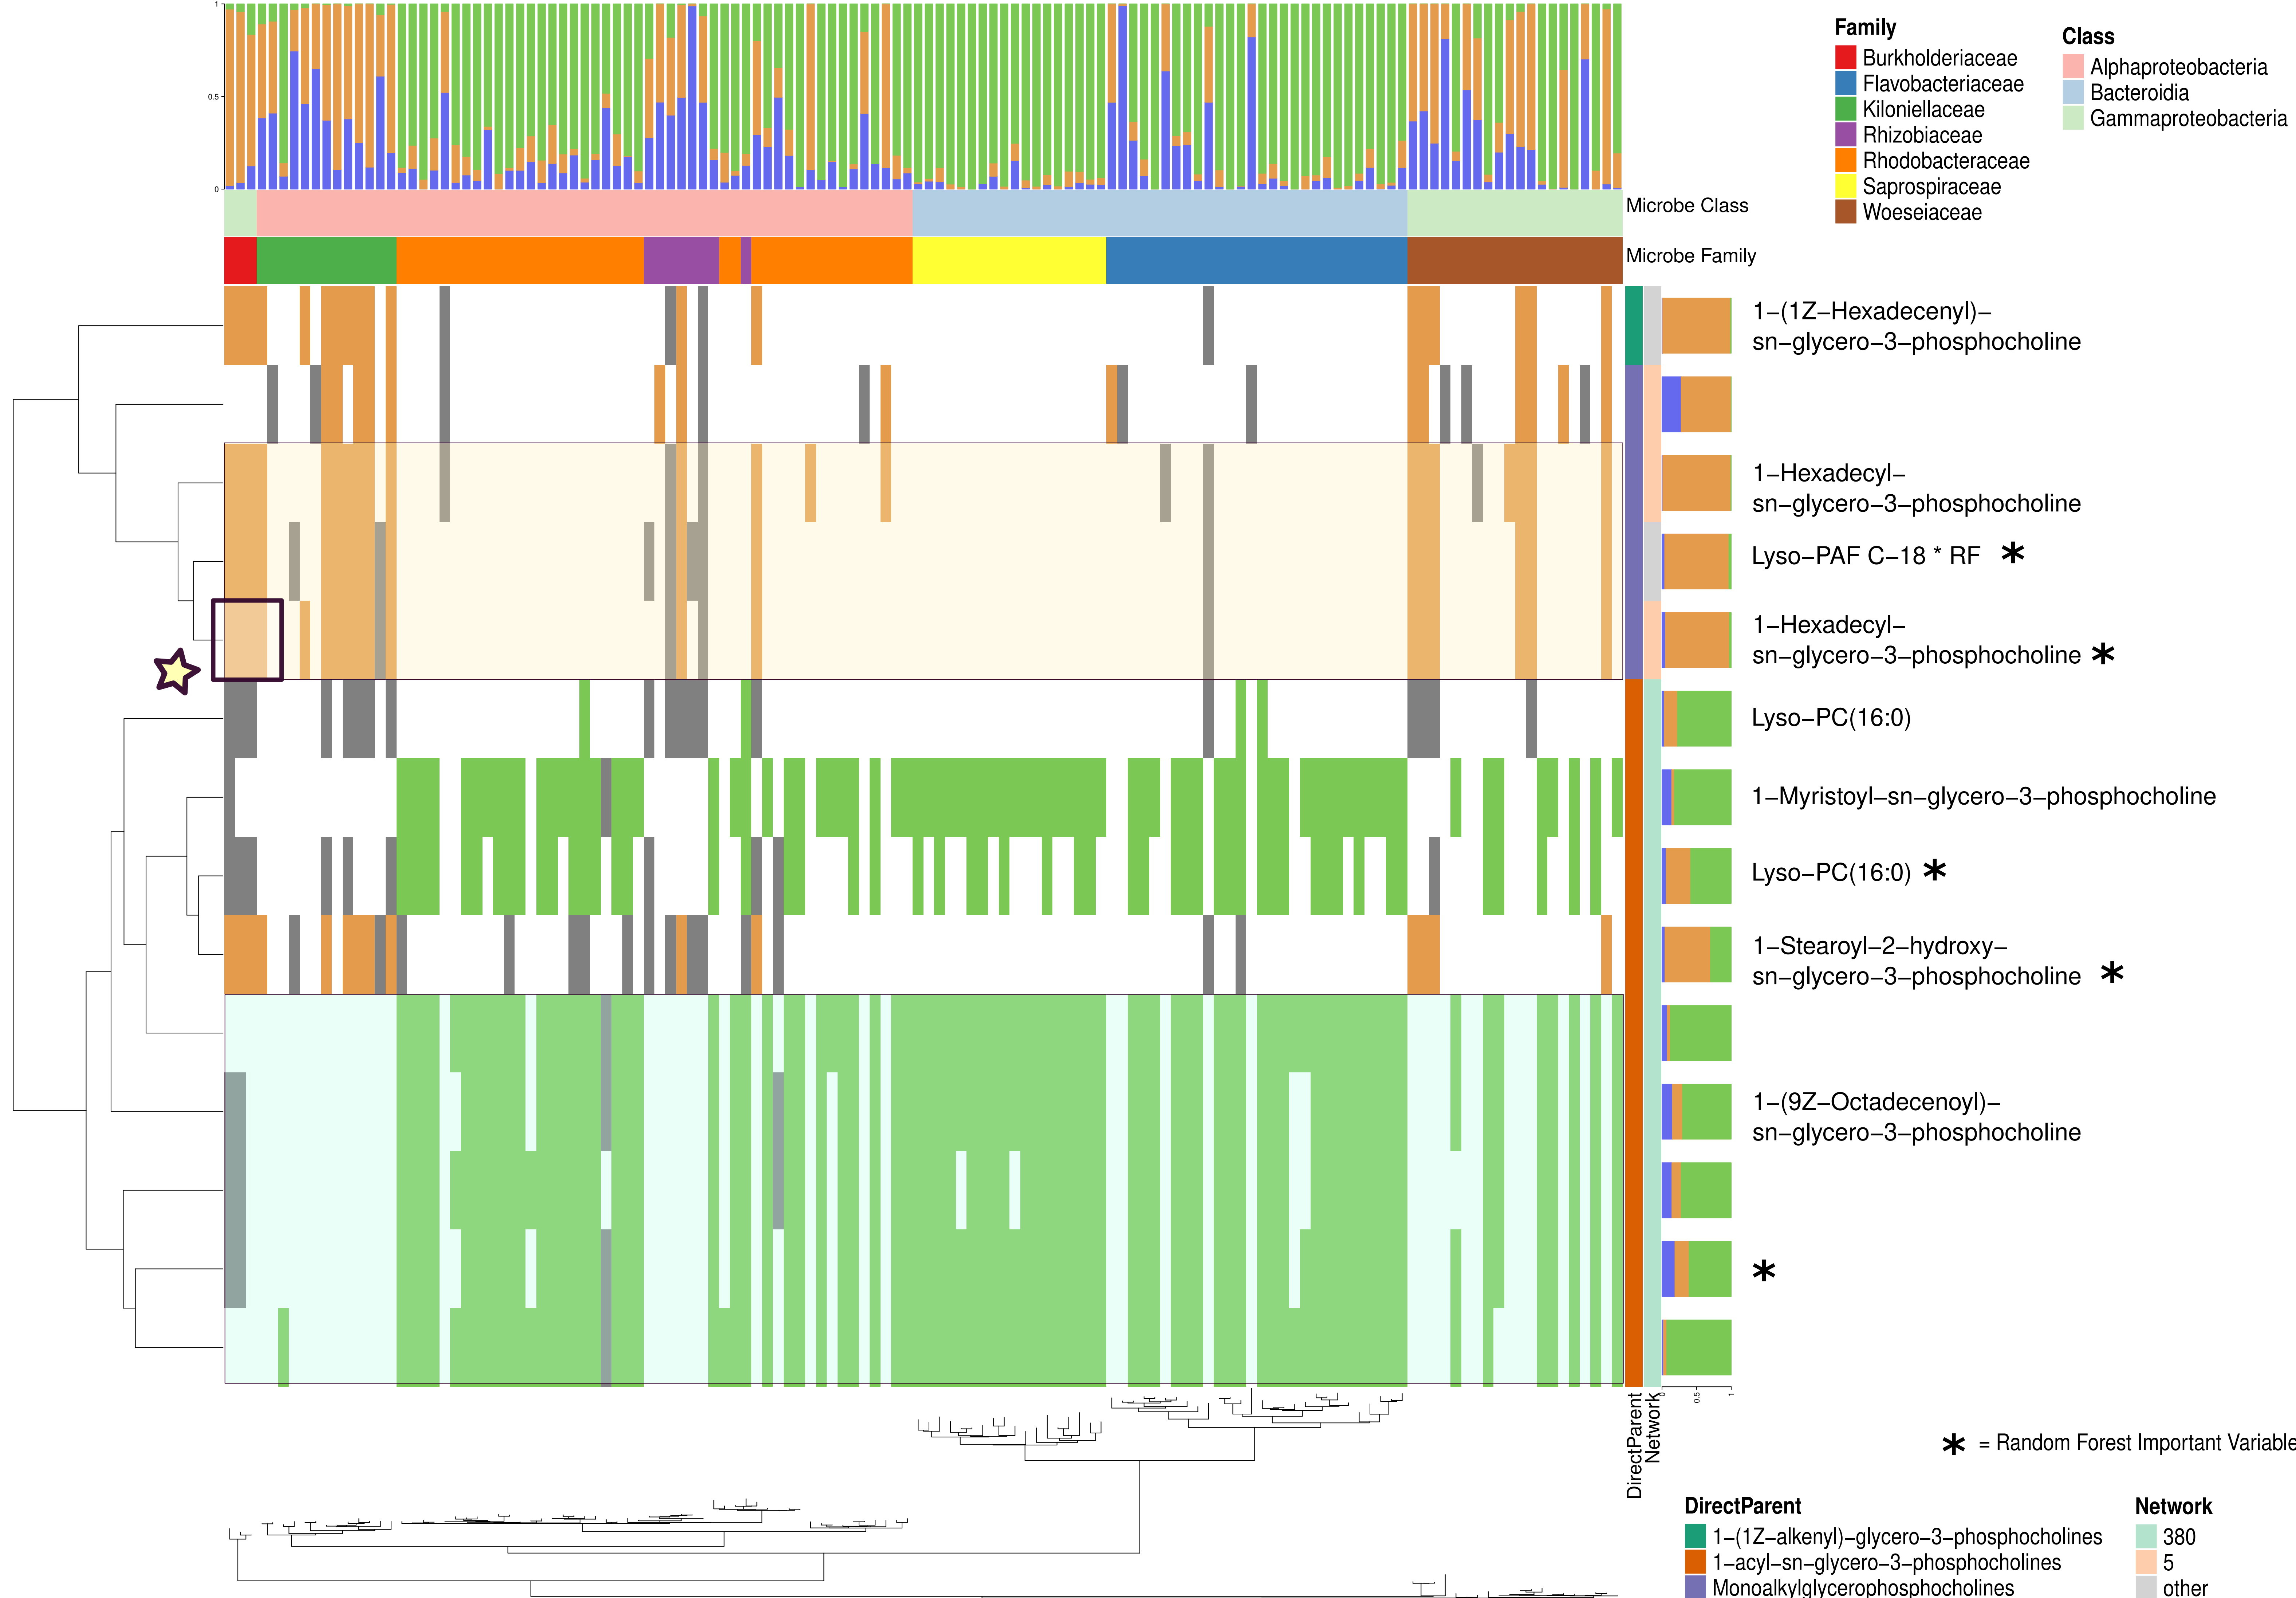 1
0.5
0
Family
Burkholderiaceae
Flavobacteriaceae
Kiloniellaceae
Rhizobiaceae
Rhodobacteraceae
Saprospiraceae
Woeseiaceae
Class
Alphaproteobacteria
Bacteroidia
Gammaproteobacteria
Microbe Class
Microbe Family
1−(1Z−Hexadecenyl)−
sn−glycero−3−phosphocholine
1−Hexadecyl−
sn−glycero−3−phosphocholine
Lyso−PAF C−18 * RF *
1−Hexadecyl−
sn−glycero−3−phosphocholine *
Lyso−PC(16:0)
1−Myristoyl−sn−glycero−3−phosphocholine
Lyso−PC(16:0) *
1−Stearoyl−2−hydroxy−
sn−glycero−3−phosphocholine *
1−(9Z−Octadecenoyl)−
sn−glycero−3−phosphocholine
*
0
0.5
1
DirectParent
Network
* = Random Forest Important Variable
DirectParent
1−(1Z−alkenyl)−glycero−3−phosphocholines
1−acyl−sn−glycero−3−phosphocholines
Monoalkylglycerophosphocholines
Network
380
5
other